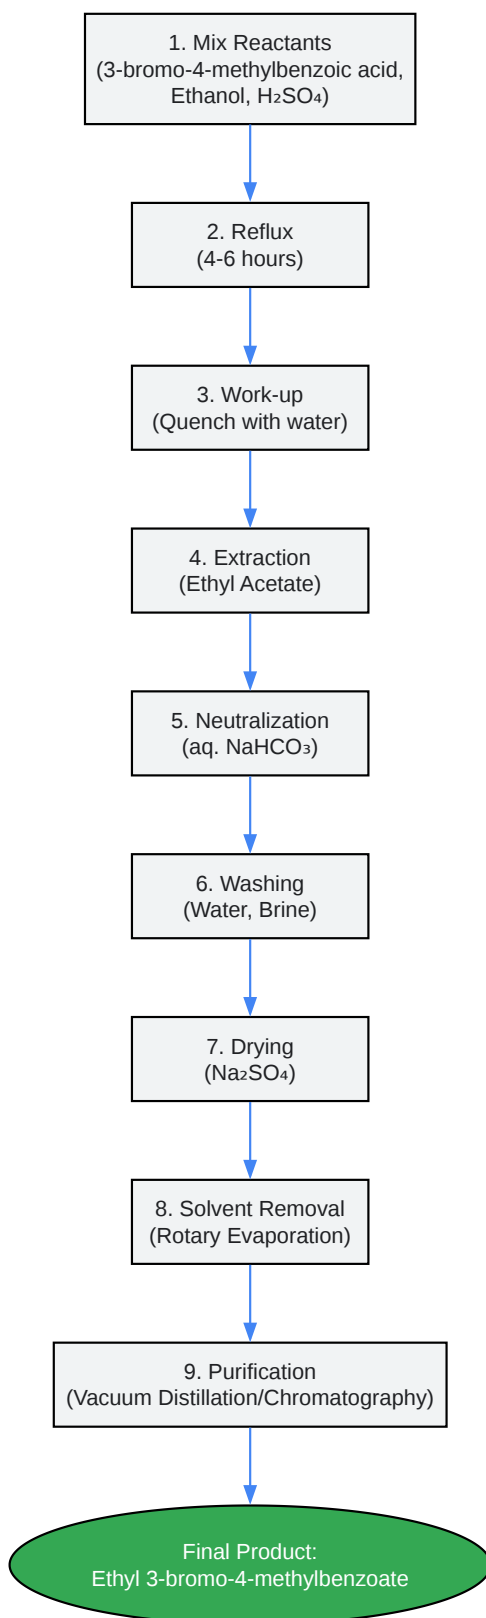 1. Mix Reactants
(3-bromo-4-methylbenzoic acid,
Ethanol, H₂SO₄)
2. Reflux
(4-6 hours)
3. Work-up
(Quench with water)
4. Extraction
(Ethyl Acetate)
5. Neutralization
(aq. NaHCO₃)
6. Washing
(Water, Brine)
7. Drying
(Na₂SO₄)
8. Solvent Removal
(Rotary Evaporation)
9. Purification
(Vacuum Distillation/Chromatography)
Final Product:
Ethyl 3-bromo-4-methylbenzoate